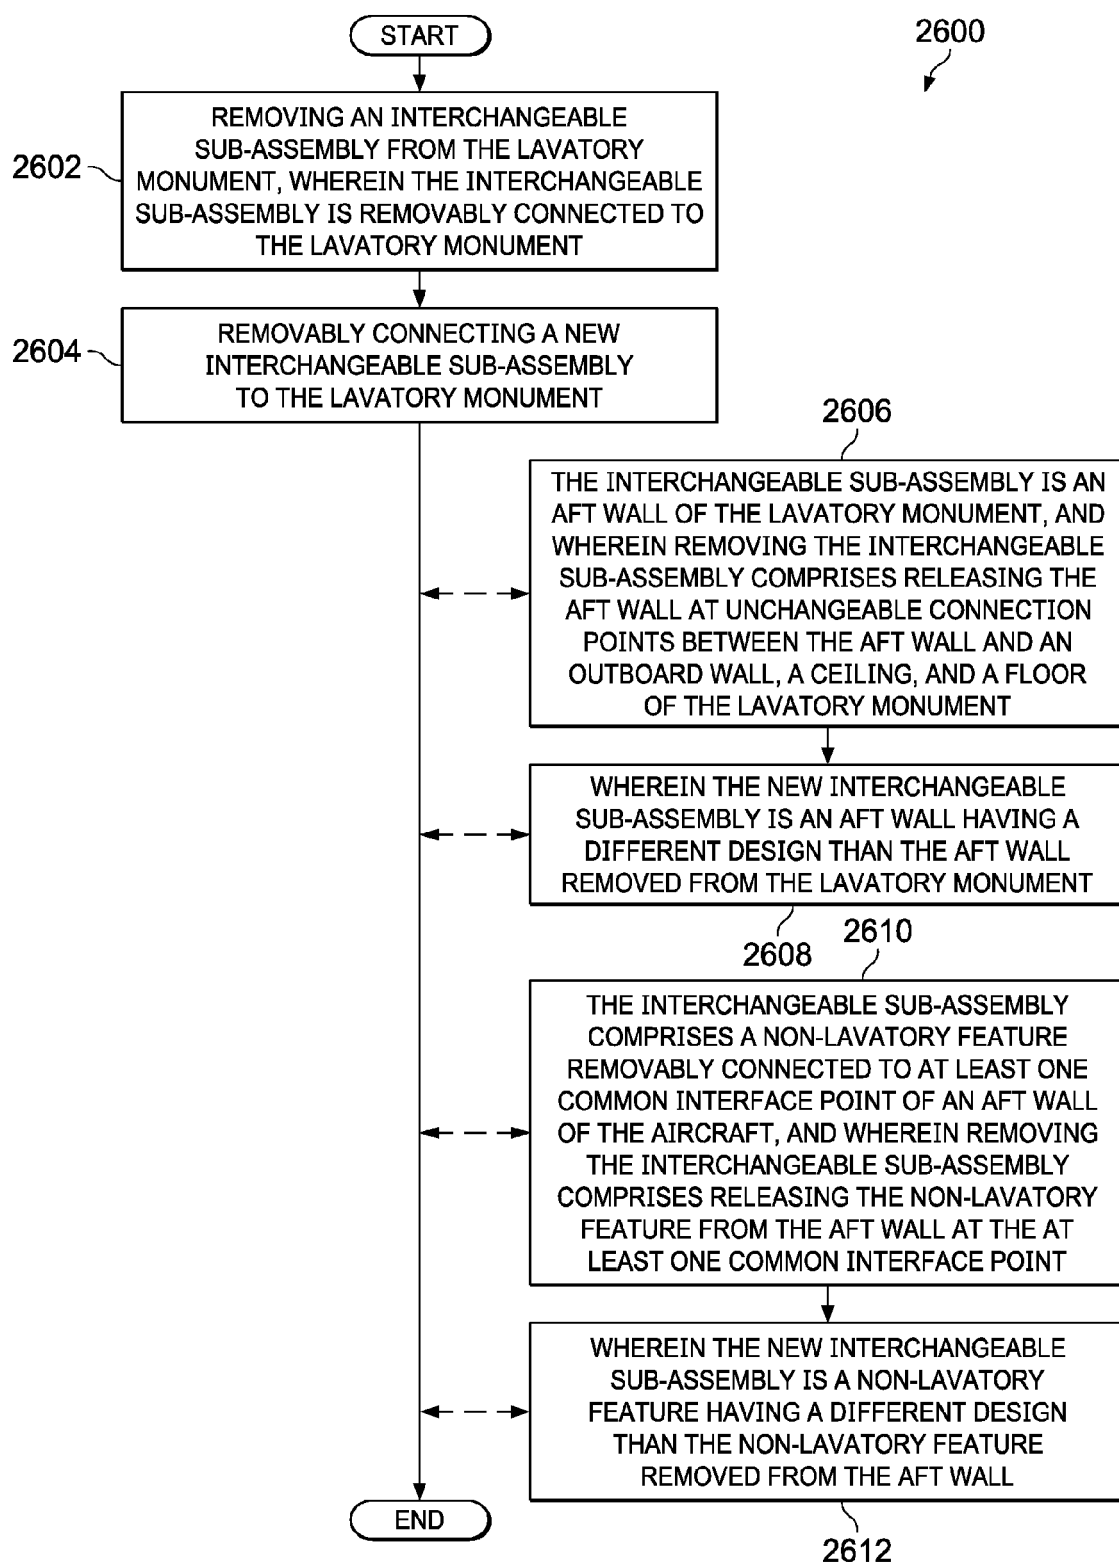 START
2600
REMOVING AN INTERCHANGEABLE
SUB-ASSEMBLY FROM THE LAVATORY
MONUMENT, WHEREIN THE INTERCHANGEABLE
SUB-ASSEMBLY IS REMOVABLY CONNECTED TO
THE LAVATORY MONUMENT
2602
REMOVABLY CONNECTING A NEW
INTERCHANGEABLE SUB-ASSEMBLY
TO THE LAVATORY MONUMENT
2604
2606
THE INTERCHANGEABLE SUB-ASSEMBLY IS AN
AFT WALL OF THE LAVATORY MONUMENT, AND
WHEREIN REMOVING THE INTERCHANGEABLE
SUB-ASSEMBLY COMPRISES RELEASING THE
AFT WALL AT UNCHANGEABLE CONNECTION
POINTS BETWEEN THE AFT WALL AND AN
OUTBOARD WALL, A CEILING, AND A FLOOR
OF THE LAVATORY MONUMENT
WHEREIN THE NEW INTERCHANGEABLE
SUB-ASSEMBLY IS AN AFT WALL HAVING A
DIFFERENT DESIGN THAN THE AFT WALL
REMOVED FROM THE LAVATORY MONUMENT
2608
2610
THE INTERCHANGEABLE SUB-ASSEMBLY
COMPRISES A NON-LAVATORY FEATURE
REMOVABLY CONNECTED TO AT LEAST ONE
COMMON INTERFACE POINT OF AN AFT WALL
OF THE AIRCRAFT, AND WHEREIN REMOVING
THE INTERCHANGEABLE SUB-ASSEMBLY
COMPRISES RELEASING THE NON-LAVATORY
FEATURE FROM THE AFT WALL AT THE AT
LEAST ONE COMMON INTERFACE POINT
WHEREIN THE NEW INTERCHANGEABLE
SUB-ASSEMBLY IS A NON-LAVATORY
FEATURE HAVING A DIFFERENT DESIGN
THAN THE NON-LAVATORY FEATURE
REMOVED FROM THE AFT WALL
END
2612